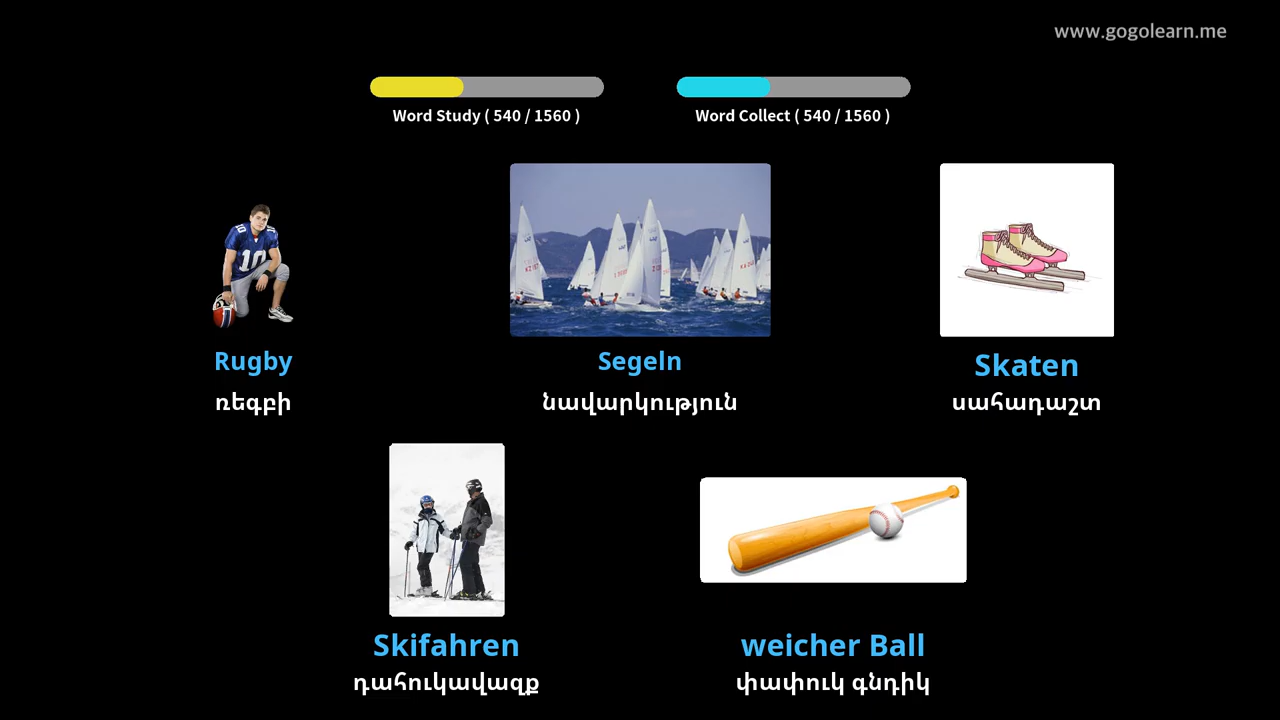 www.gogolearn.me
Word Study ( 540 / 1560 )
Word Collect ( 540 / 1560 )
Rugby
Segeln
Skaten
ռեգբի
նավարկություն
սահադաշտ
Skifahren
weicher Ball
դահուկավազք
փափուկ գնդիկ